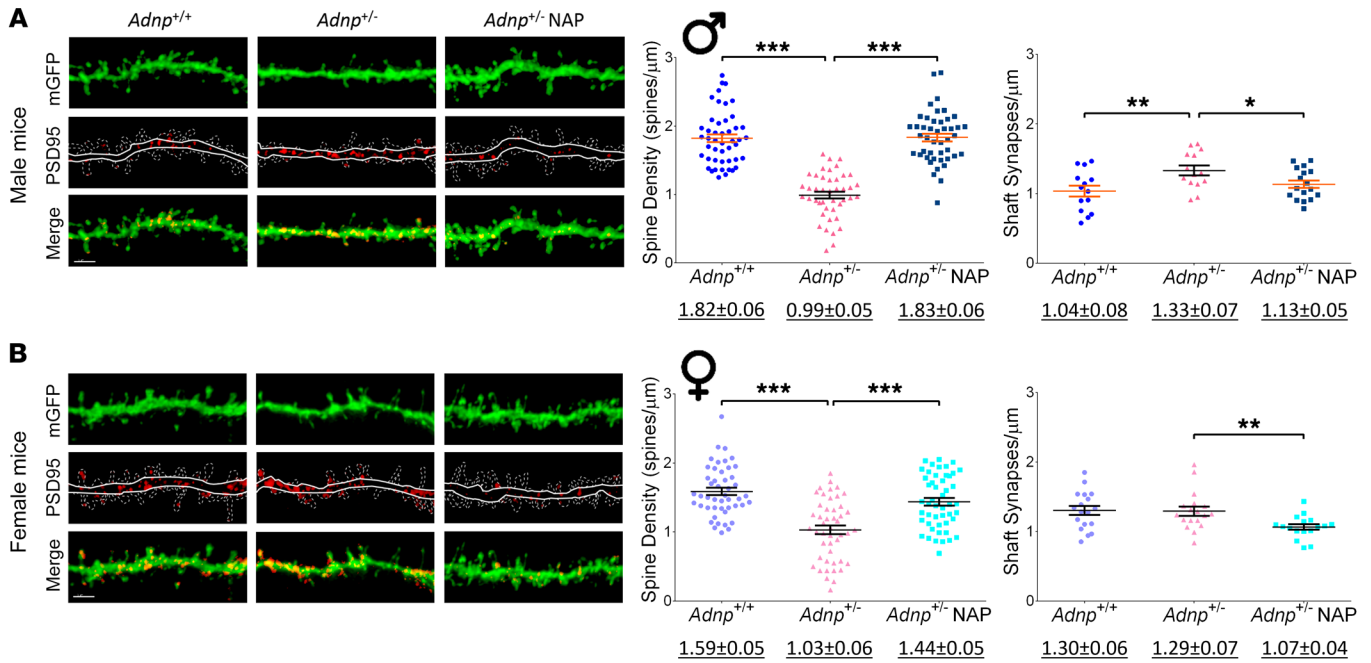 A
Adnp+/+ Adnp+/- Adnp+/- NAP
Male mice
mGFP
PSD95
Merge
Spine Density (spines/μm)
3
2
1
0
*** ***
Adnp+/+ Adnp+/- Adnp+/- NAP
1.82±0.06 0.99±0.05 1.83±0.06
Shaft Synapses/μm
3
2
1
0
** *
Adnp+/+ Adnp+/- Adnp+/- NAP
1.04±0.08 1.33±0.07 1.13±0.05
B
Female mice
mGFP
PSD95
Merge
Spine Density (spines/μm)
3
2
1
0
*** ***
Adnp+/+ Adnp+/- Adnp+/- NAP
1.59±0.05 1.03±0.06 1.44±0.05
Shaft Synapses/μm
3
2
1
0
**
Adnp+/+ Adnp+/- Adnp+/- NAP
1.30±0.06 1.29±0.07 1.07±0.04